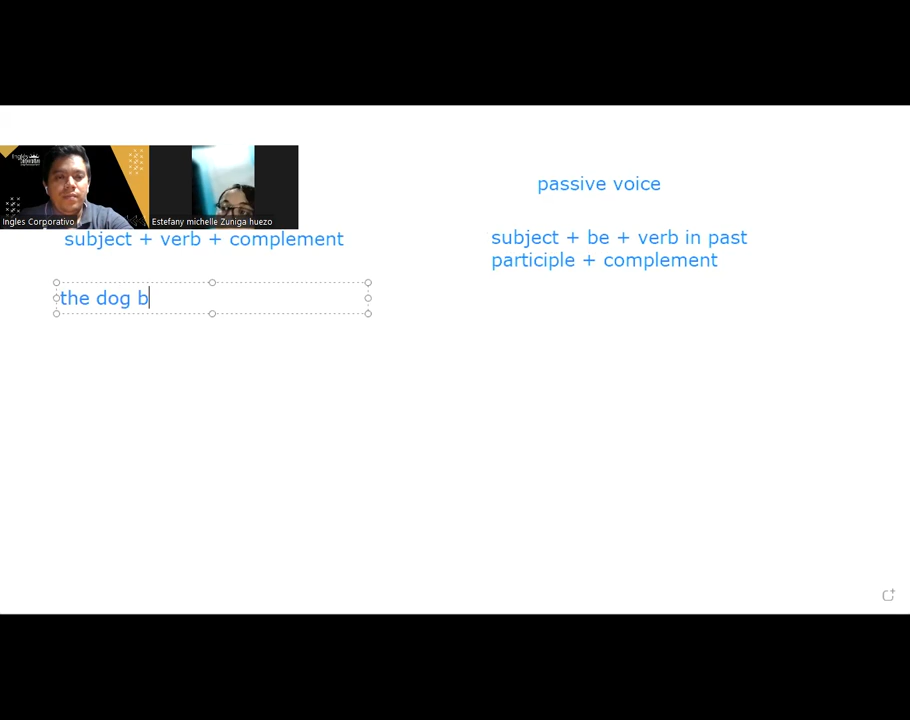 Inglés
Ingles Corporativo
Estefany michelle Zuniga huezo
subject + verb + complement
the dog b
passive voice
subject + be + verb in past
participle + complement